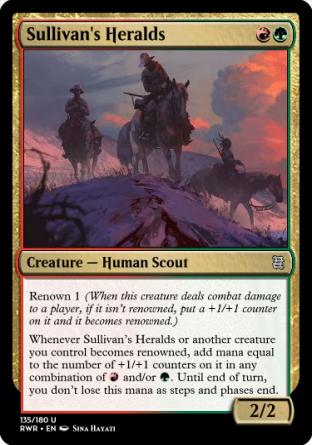 Sullivan's Heralds
Creature — Human Scout
Renown 1 (When this creature deals combat damage
to a player, if it isn't renowned, put a +1/+1 counter
on it and it becomes renowned.)
Whenever Sullivan's Heralds or another creature
you control becomes renowned, add mana equal
to the number of +1/+1 counters on it in any
combination of and/or . Until end of turn,
you don't lose this mana as steps and phases end.
2/2
135/180 U
RWR • EN Sina Hayati